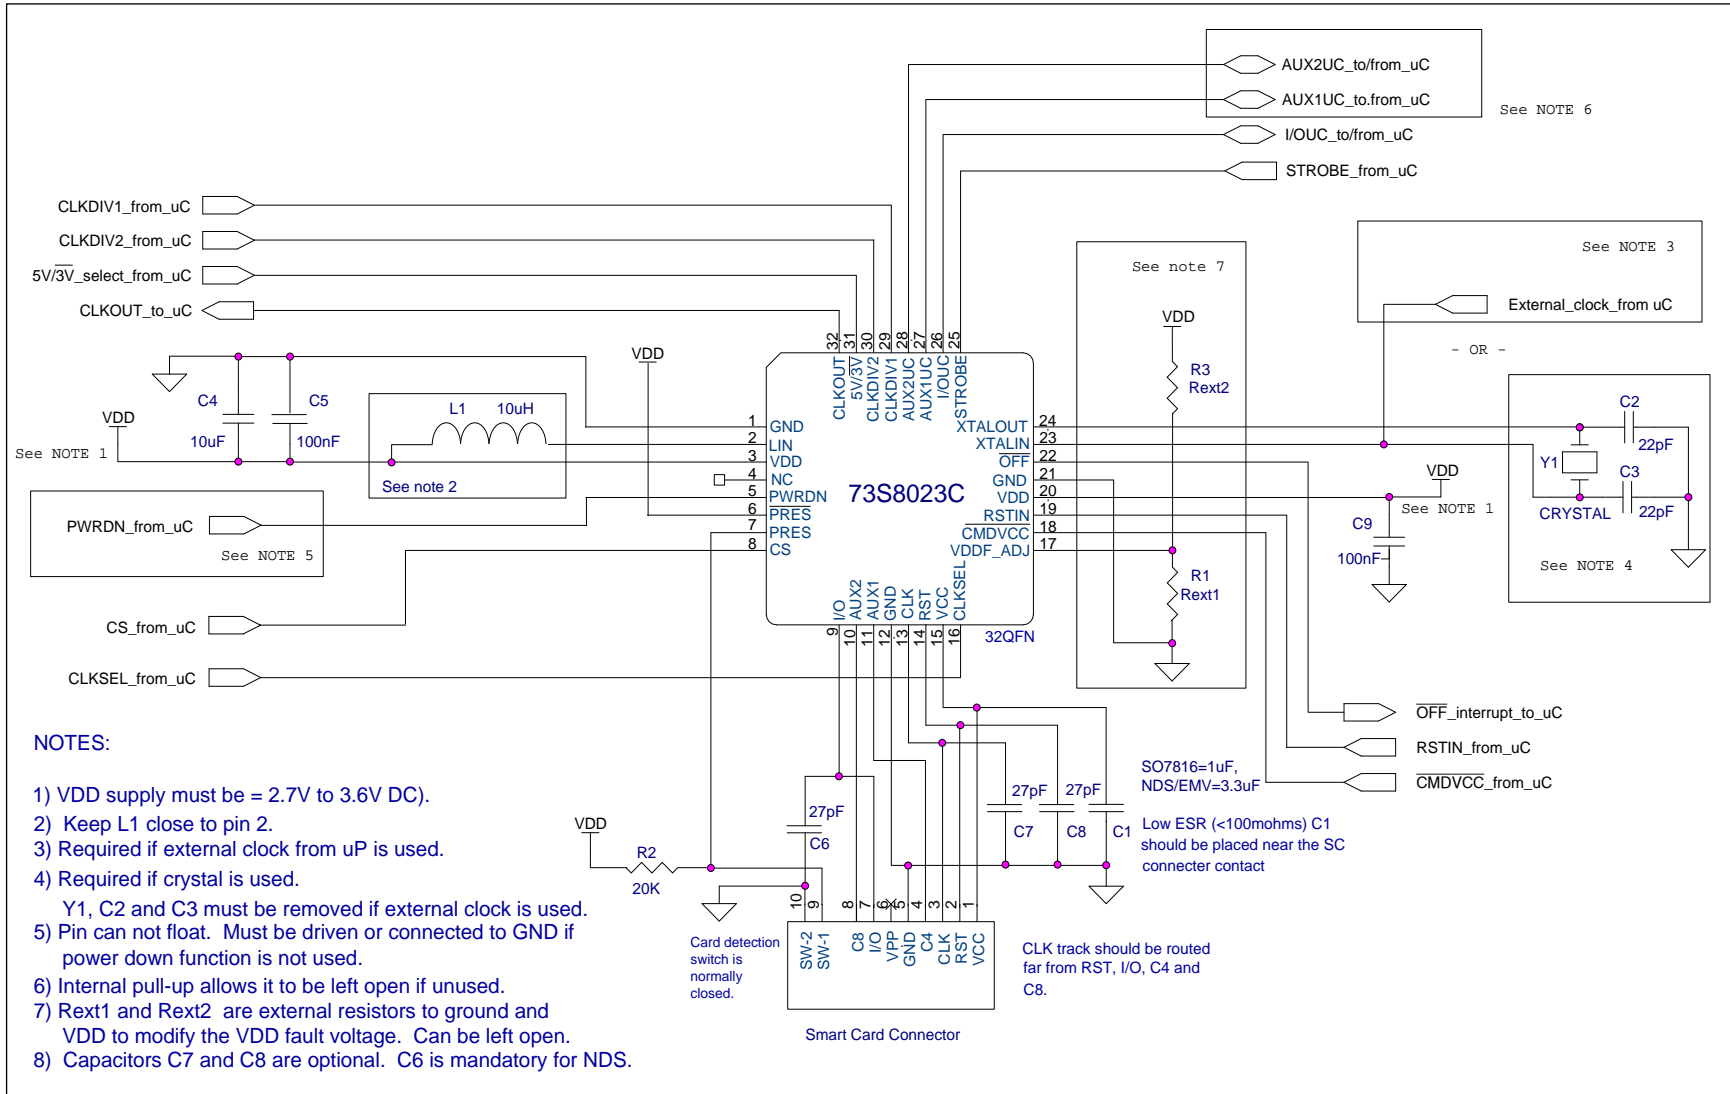 AUX2UC_to/from_uC
AUX1UC_to.from_uC
See NOTE 6
I/OUC_to/from_uC
STROBE_from_uC
CLKDIV1_from_uC
CLKDIV2_from_uC
5V/3V_select_from_uC
CLKOUT_to_uC
See NOTE 3
External_clock_from uC
- OR -
See note 7
VDD
R3
Rext2
R1
Rext1
VDD
C4
10uF
C5
100nF
VDD
See NOTE 1
L1
10uH
See note 2
PWRDN_from_uC
See NOTE 5
CS_from_uC
CLKSEL_from_uC
32 CLKOUT
31 5V/3V
30 CLKDIV2
29 CLKDIV1
28 AUX2UC
27 AUX1UC
26 I/OUC
25 STROBE
1 GND
2 LIN
3 VDD
4 NC
5 PWRDN
6 PRES
7 PRES
8 CS
73S8023C
XTALOUT 24
XTALIN 23
OFF 22
GND 21
VDD 20
RSTIN 19
CMDVCC 18
VDDF_ADJ 17
9 I/O
10 AUX2
11 AUX1
12 GND
13 CLK
14 RST
15 VCC
16 CLKSEL
32QFN
C2
22pF
Y1
C3
22pF
CRYSTAL
See NOTE 4
VDD
See NOTE 1
C9
100nF
OFF_interrupt_to_uC
RSTIN_from_uC
CMDVCC_from_uC
SO7816=1uF,
NDS/EMV=3.3uF
Low ESR (<100mohms) C1
should be placed near the SC
connecter contact
27pF
C7
27pF
C8
C1
27pF
C6
VDD
R2
20K
10 SW-2
9 SW-1
8 C8
7 I/O
6 VPP
5 GND
4 C4
3 CLK
2 RST
1 VCC
Card detection
switch is
normally
closed.
Smart Card Connector
CLK track should be routed
far from RST, I/O, C4 and
C8.
NOTES:
1) VDD supply must be = 2.7V to 3.6V DC).
2) Keep L1 close to pin 2.
3) Required if external clock from uP is used.
4) Required if crystal is used.
Y1, C2 and C3 must be removed if external clock is used.
5) Pin can not float. Must be driven or connected to GND if
power down function is not used.
6) Internal pull-up allows it to be left open if unused.
7) Rext1 and Rext2 are external resistors to ground and
VDD to modify the VDD fault voltage. Can be left open.
8) Capacitors C7 and C8 are optional. C6 is mandatory for NDS.